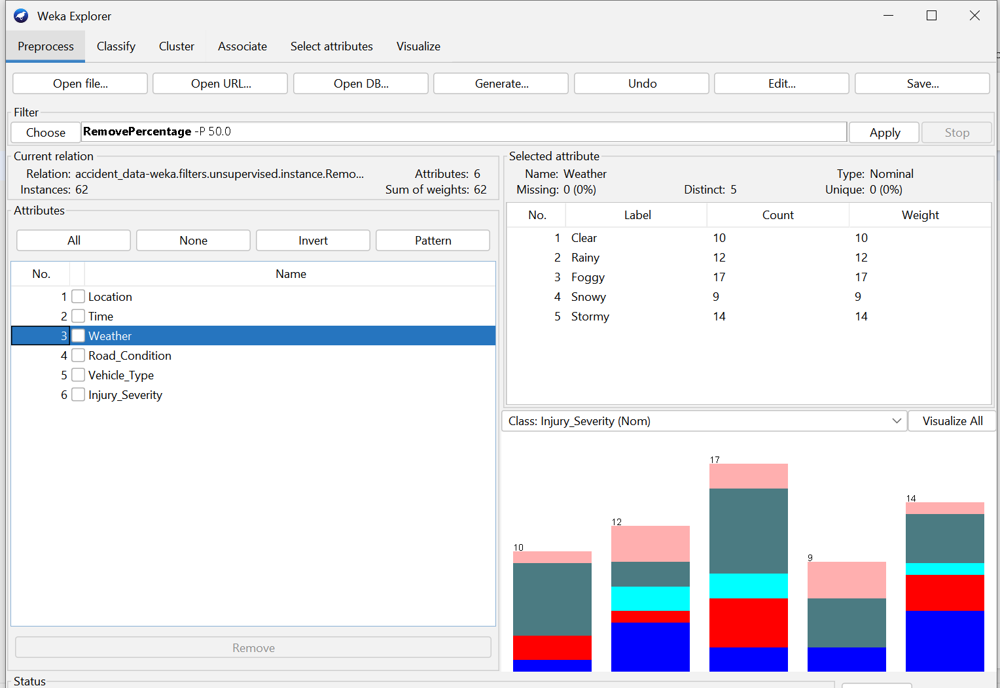 Weka Explorer
Preprocess Classify Cluster Associate Select attributes Visualize
Open file... Open URL... Open DB... Generate... Undo Edit... Save...
Filter
Choose RemovePercentage -P 50.0 Apply Stop
Current relation
Relation: accident_data-weka.filters.unsupervised.instance.Remo... Attributes: 6
Instances: 62 Sum of weights: 62
Attributes
All None Invert Pattern
No. Name
1 Location
2 Time
3 Weather
4 Road_Condition
5 Vehicle_Type
6 Injury_Severity
Remove
Selected attribute
Name: Weather Type: Nominal
Missing: 0 (0%) Distinct: 5 Unique: 0 (0%)
No. Label Count Weight
1 Clear 10 10
2 Rainy 12 12
3 Foggy 17 17
4 Snowy 9 9
5 Stormy 14 14
Class: Injury_Severity (Nom) Visualize All
10 12 17 9 14
Status